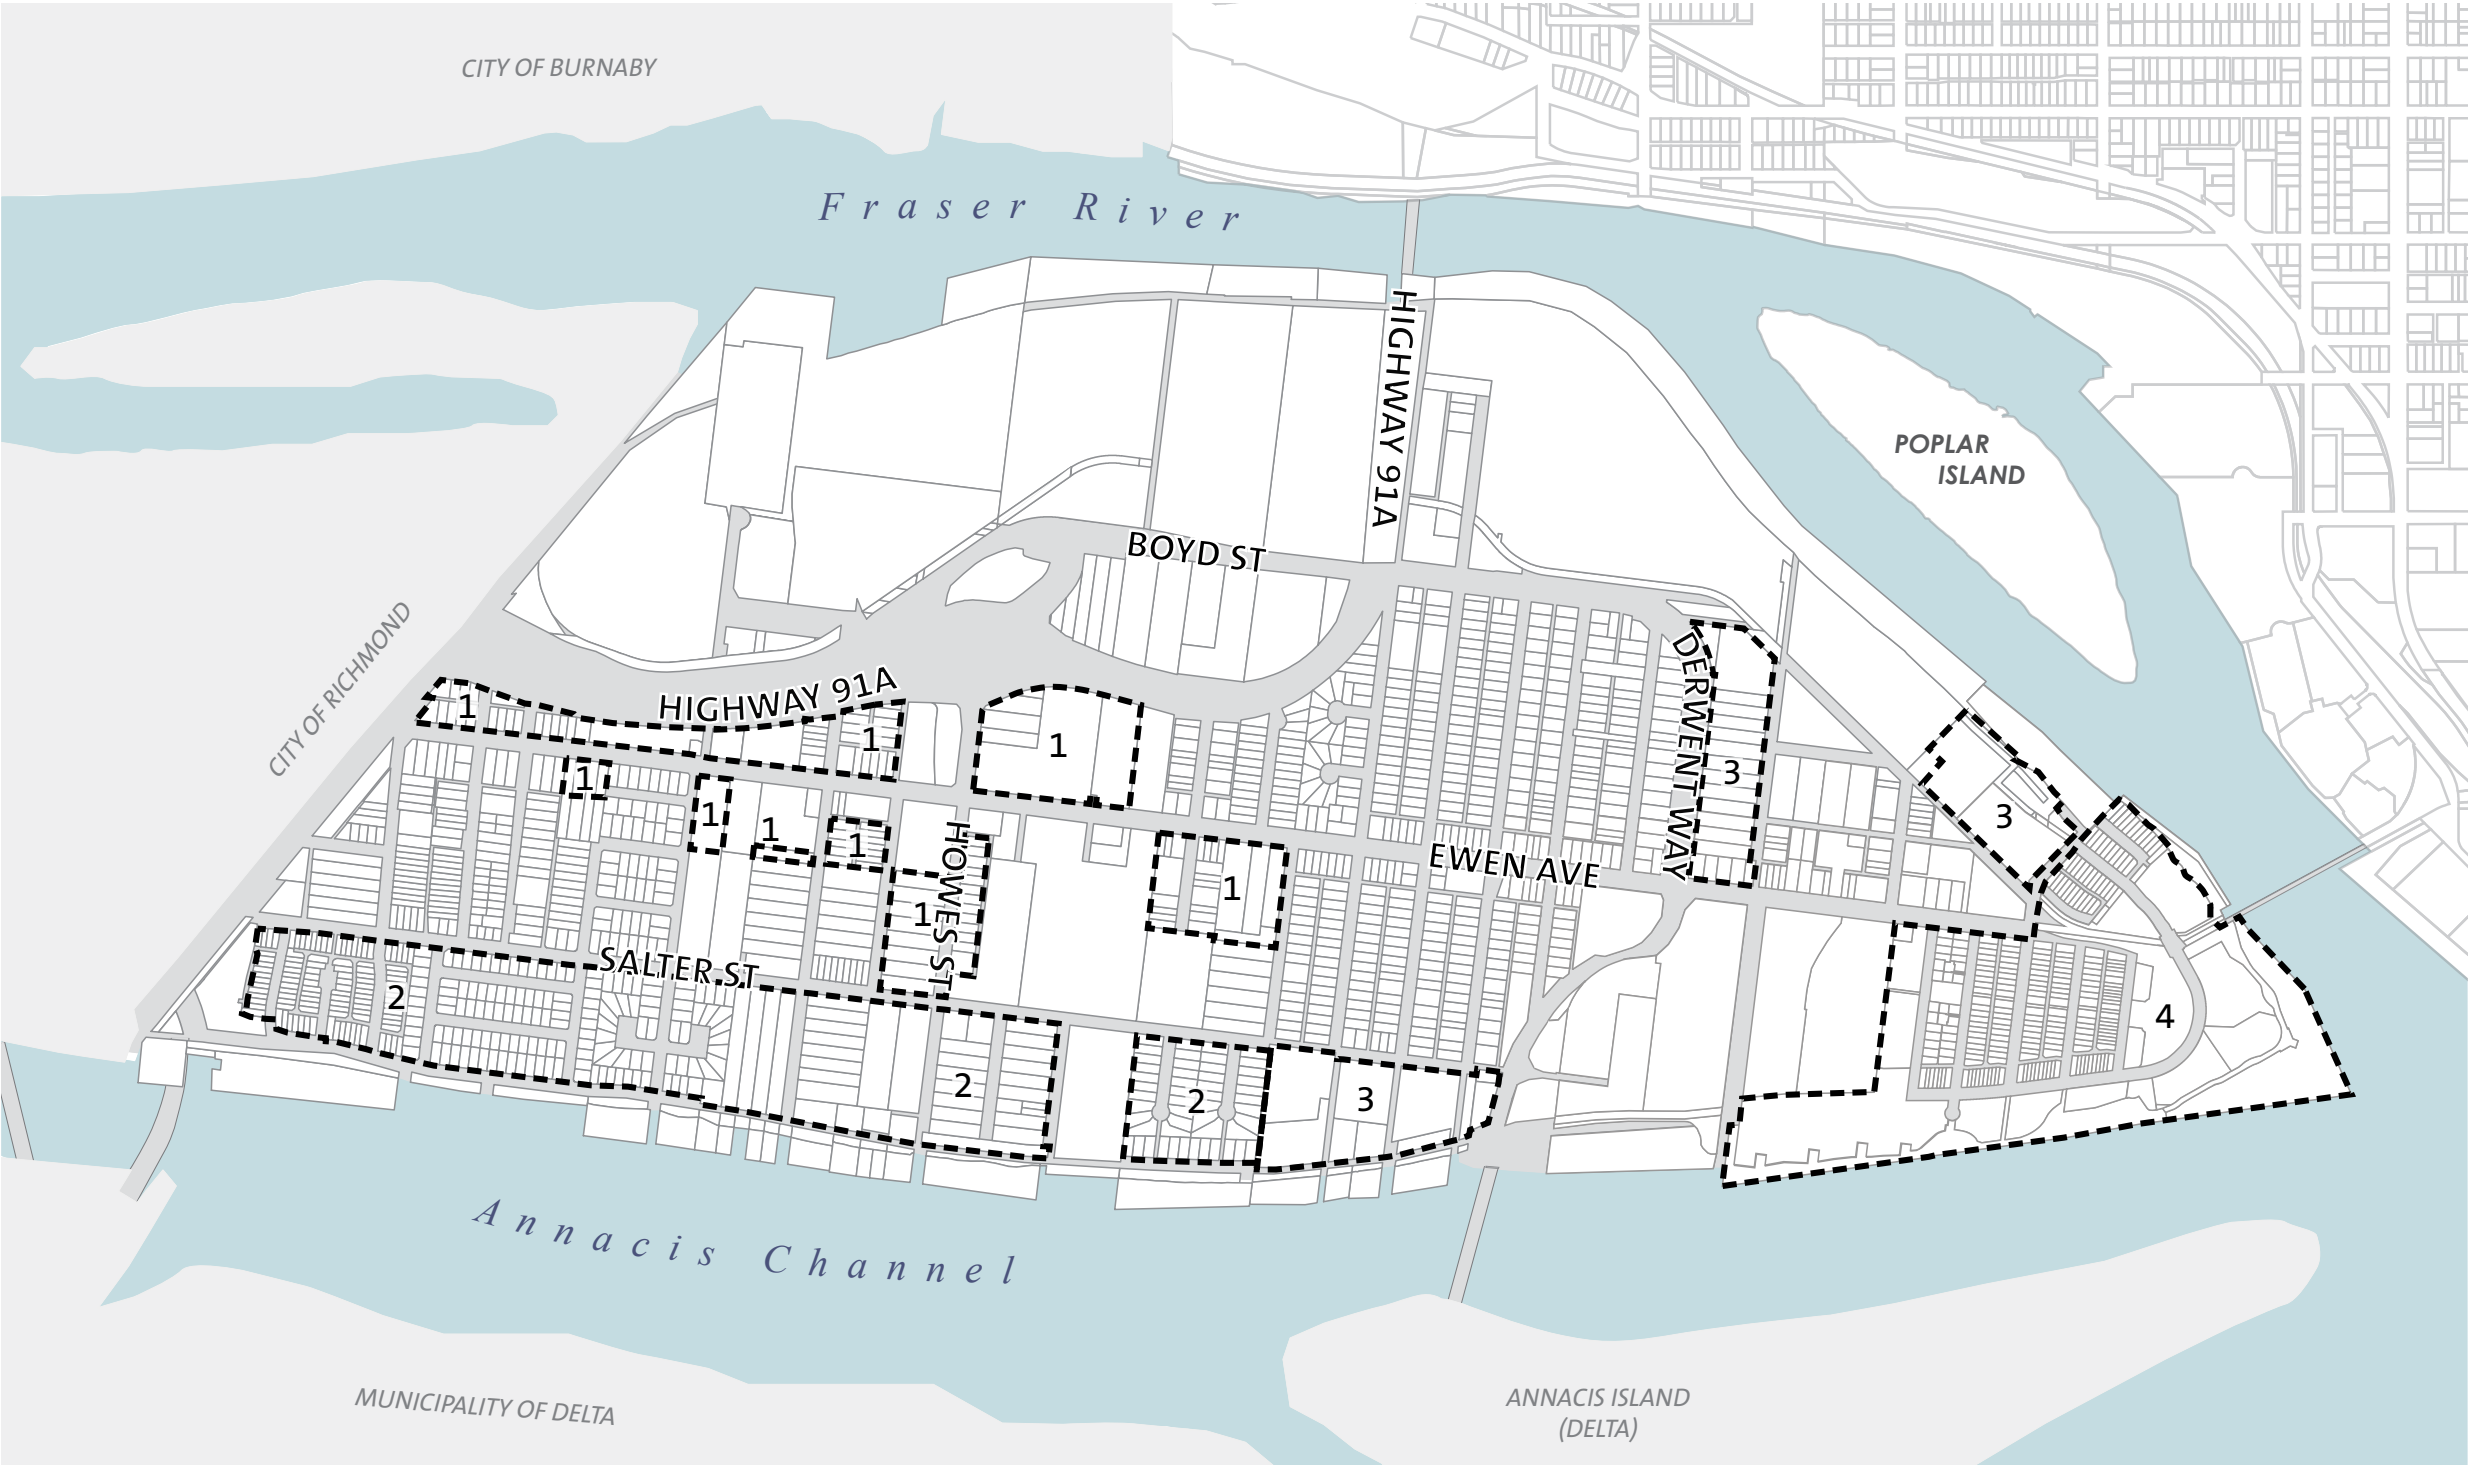 CITY OF BURNABY
Fraser River
HIGHWAY 91A
POPLAR
ISLAND
BOYD ST
CITY OF RICHMOND
HIGHWAY 91A
DERWENT WAY
1
1
1
3
1
1
1
1
3
1
HOWES ST
EWEN AVE
1
1
SALTER ST
2
4
2
2
3
Annacis Channel
MUNICIPALITY OF DELTA
ANNACIS ISLAND
(DELTA)